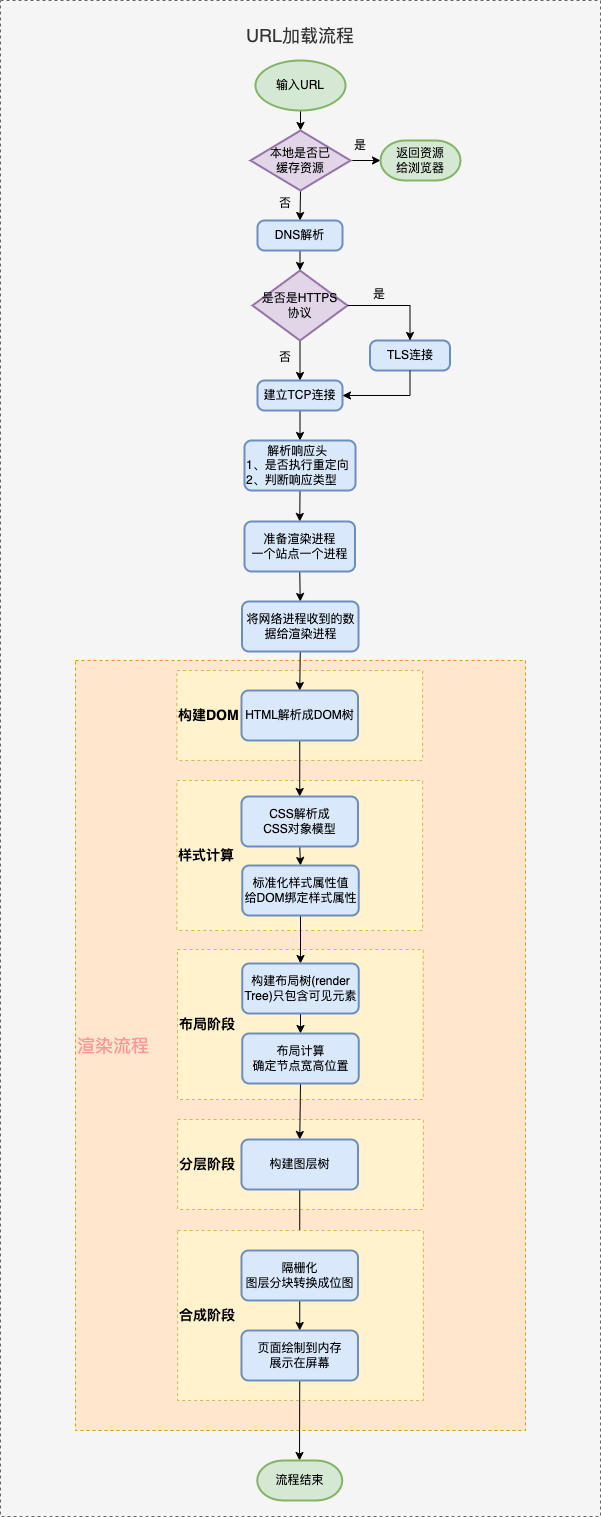 URL加载流程
输入URL
本地是否已
缓存资源
是
返回资源
给浏览器
否
DNS解析
是否是HTTPS
协议
是
TLS连接
否
建立TCP连接
解析响应头
1、是否执行重定向
2、判断响应类型
准备渲染进程
一个站点一个进程
将网络进程收到的数
据给渲染进程
构建DOM
HTML解析成DOM树
样式计算
CSS解析成
CSS对象模型
标准化样式属性值
给DOM绑定样式属性
渲染流程
布局阶段
构建布局树(render
Tree)只包含可见元素
布局计算
确定节点宽高位置
分层阶段
构建图层树
合成阶段
隔栅化
图层分块转换成位图
页面绘制到内存
展示在屏幕
流程结束